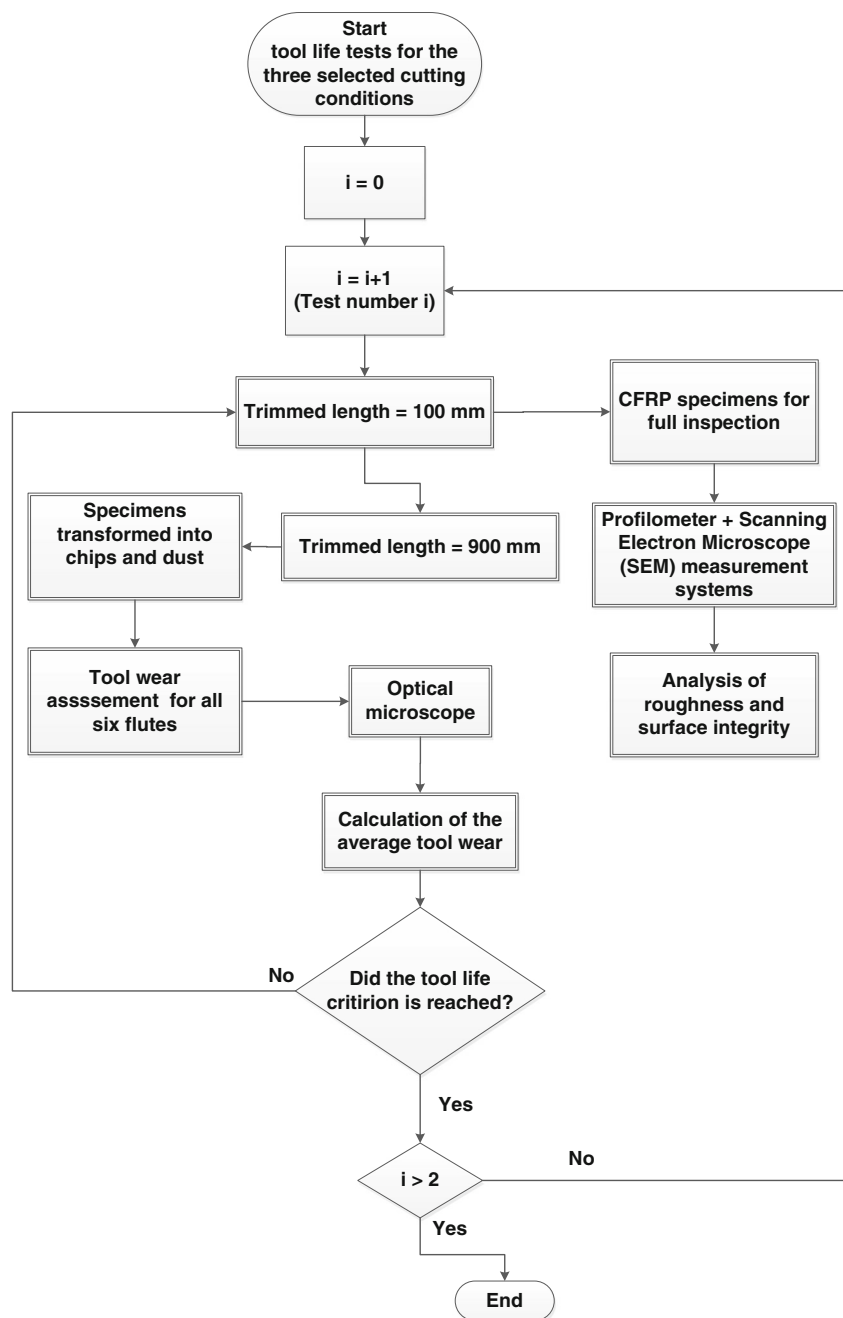 Start
tool life tests for the
three selected cutting
conditions
i = 0
i = i+1
(Test number i)
Trimmed length = 100 mm
CFRP specimens for
full inspection
Specimens
transformed into
chips and dust
Trimmed length = 900 mm
Profilometer + Scanning
Electron Microscope
(SEM) measurement
systems
Tool wear
asssssement for all
six flutes
Optical
microscope
Analysis of
roughness and
surface integrity
Calculation of the
average tool wear
No
Did the tool life
critirion is reached?
Yes
i > 2
No
Yes
End